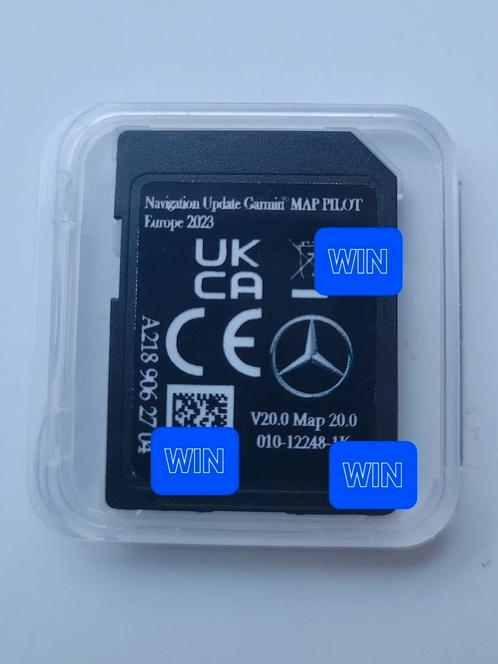 Navigation Update Garmin® MAP PILOT
Europe 2023
WIN
UK
CA
CE
A218 906 27 04
V20.0 Map 20.0
010-12248-1K
WIN
WIN